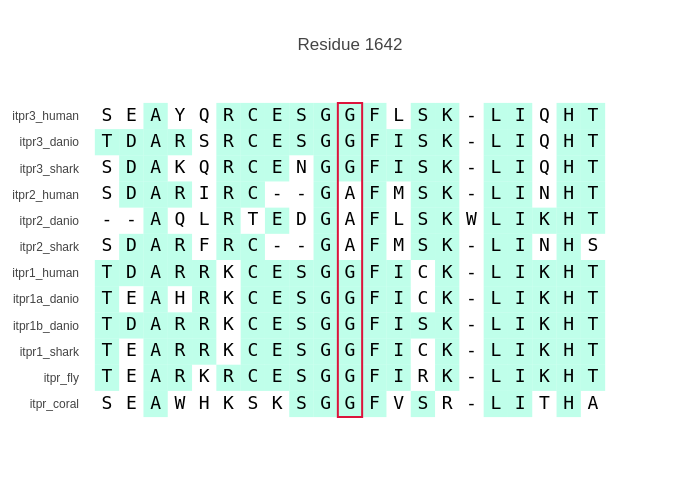 Residue 1642
itpr3_human S E A Y Q R C E S G G F L S K - L I Q H T
itpr3_danio T D A R S R C E S G G F I S K - L I Q H T
itpr3_shark S D A K Q R C E N G G F I S K - L I Q H T
itpr2_human S D A R I R C - - G A F M S K - L I N H T
itpr2_danio - - A Q L R T E D G A F L S K W L I K H T
itpr2_shark S D A R F R C - - G A F M S K - L I N H S
itpr1_human T D A R R K C E S G G F I C K - L I K H T
itpr1a_danio T E A H R K C E S G G F I C K - L I K H T
itpr1b_danio T D A R R K C E S G G F I S K - L I K H T
itpr1_shark T E A R R K C E S G G F I C K - L I K H T
itpr_fly T E A R K R C E S G G F I R K - L I K H T
itpr_coral S E A W H K S K S G G F V S R - L I T H A